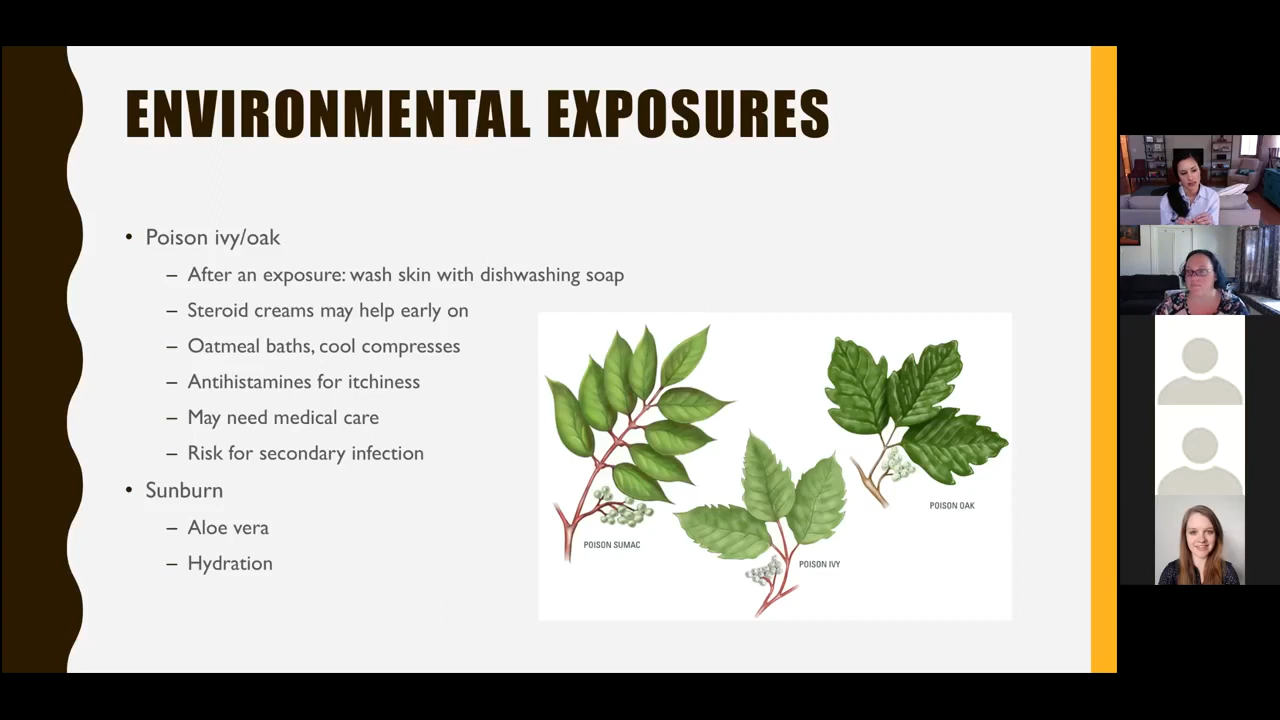 ENVIRONMENTAL EXPOSURES
• Poison ivy/oak
– After an exposure: wash skin with dishwashing soap
– Steroid creams may help early on
– Oatmeal baths, cool compresses
– Antihistamines for itchiness
– May need medical care
– Risk for secondary infection
• Sunburn
– Aloe vera
– Hydration
POISON SUMAC
POISON IVY
POISON OAK